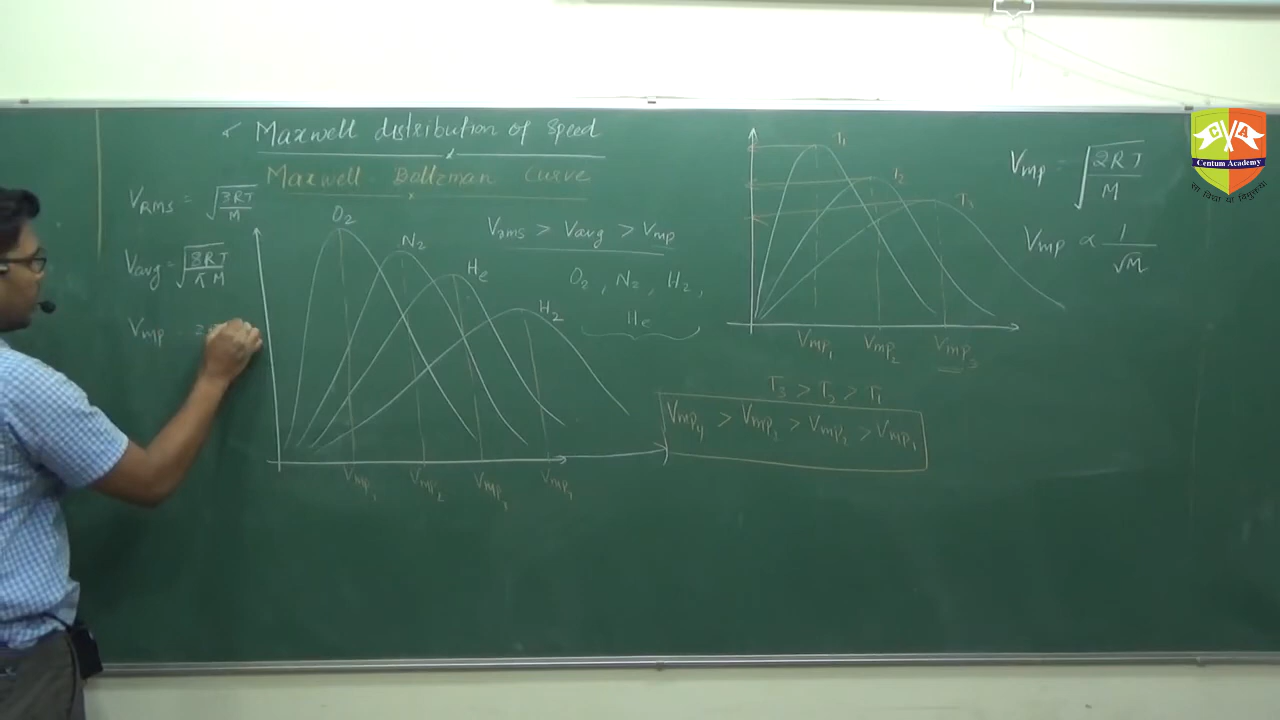 Maxwell distribution of speed
Maxwell Boltzman Curve
V_RMS = √(3RT/M)
V_avg = √(8RT/πM)
V_mp = 2
O₂
N₂
He
H₂
V_rms > V_avg > V_mp
O₂, N₂, H₂,
He
V_mp₁ V_mp₂ V_mp₃ V_mp₄
T₁
T₂
T₃
V_mp₁ V_mp₂ V_mp₃
T₃ > T₂ > T₁
V_mp₄ > V_mp₃ > V_mp₂ > V_mp₁
V_mp = √(2RT/M)
V_mp ∝ 1/√M
C A
Centum Academy
सा विद्या या विमुक्तये